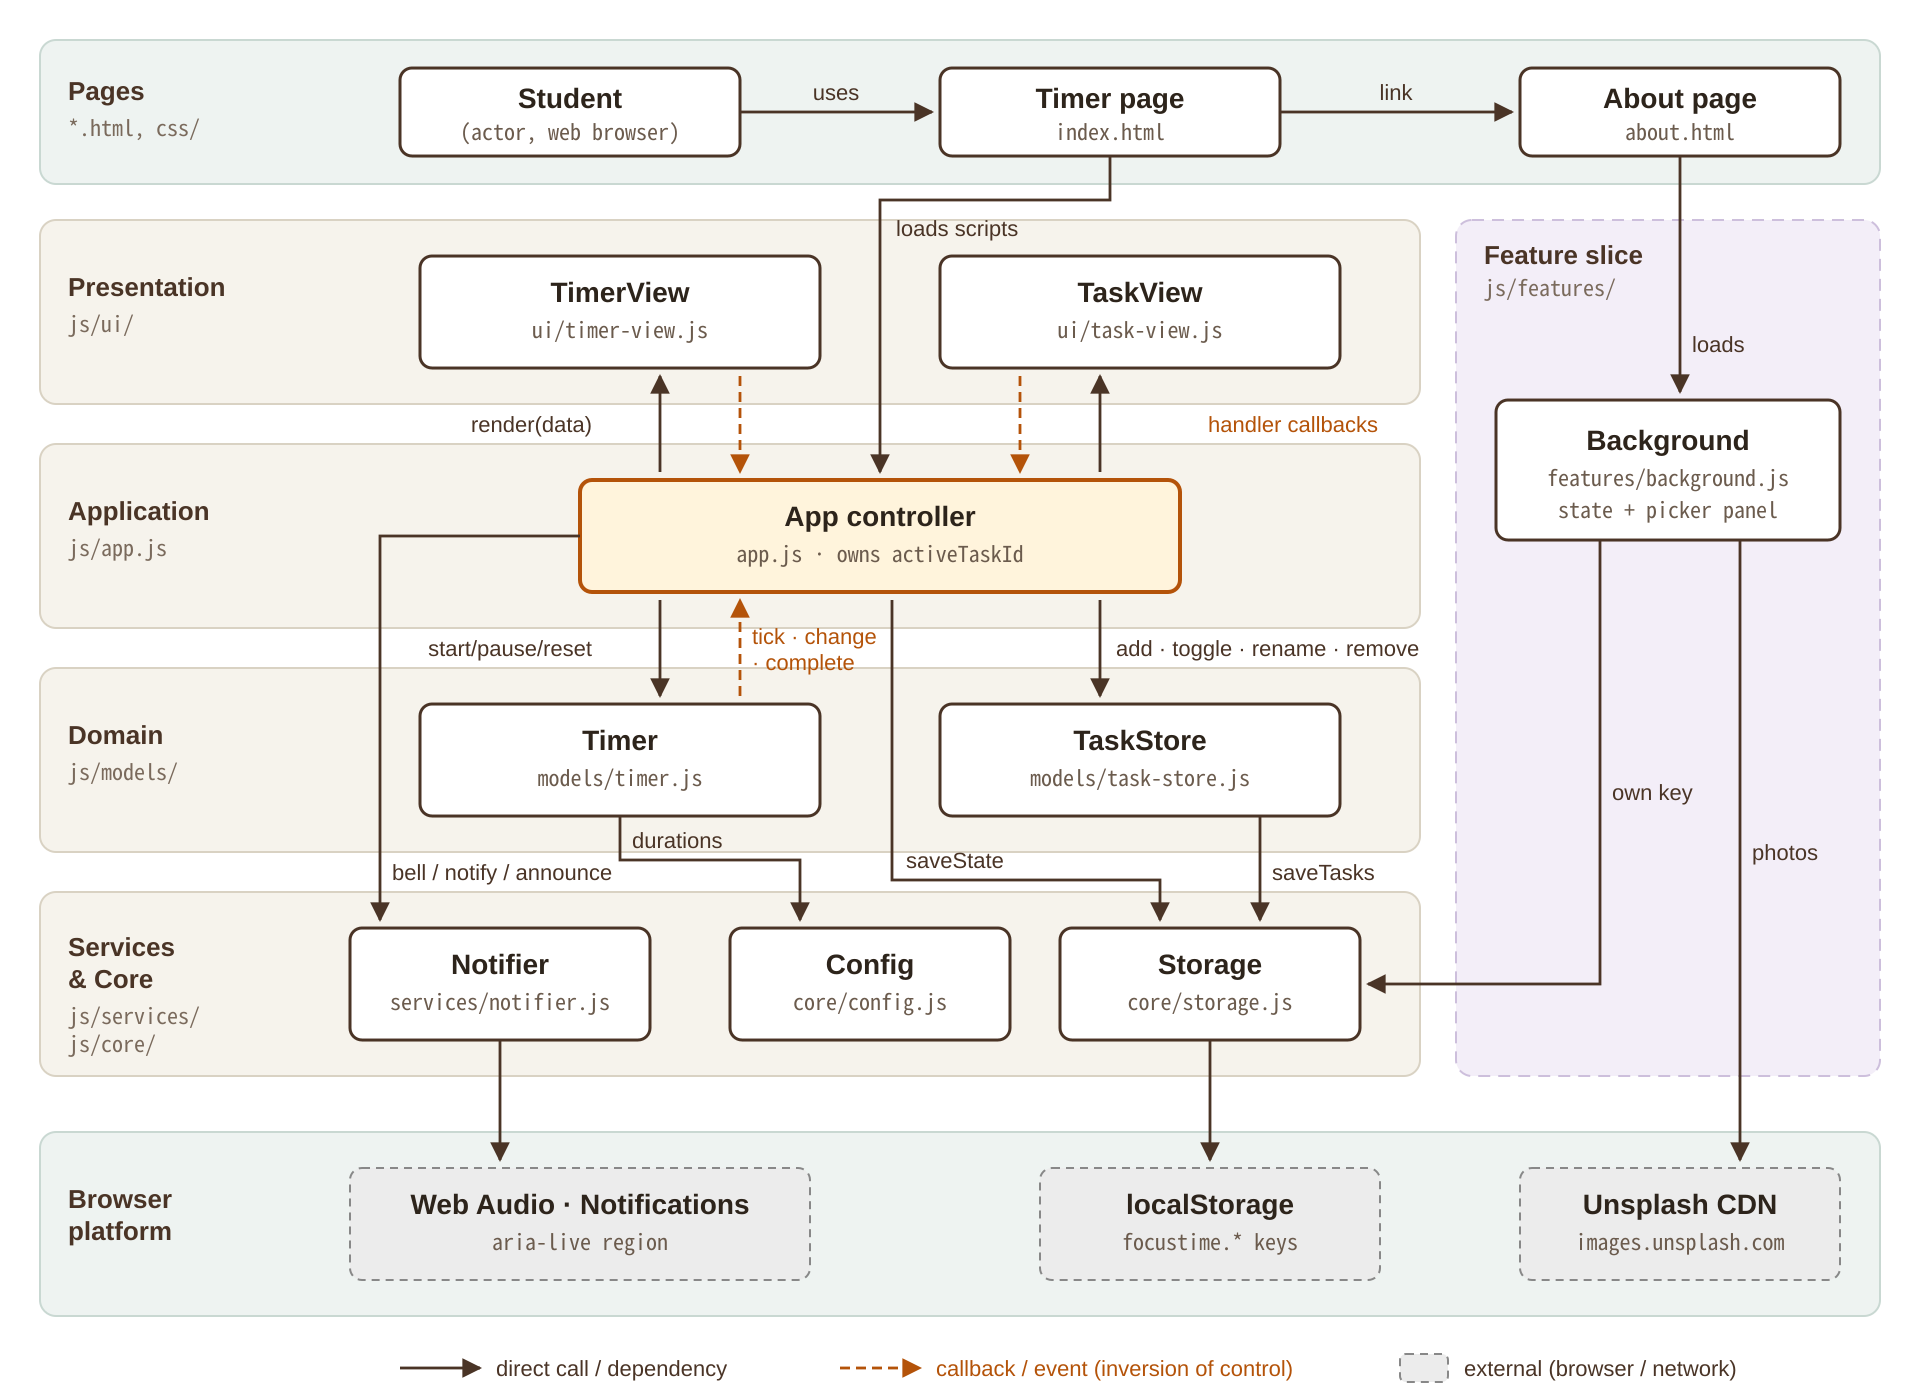 Pages
*.html, css/
Student
(actor, web browser)
uses
Timer page
index.html
link
About page
about.html
loads scripts
Presentation
js/ui/
TimerView
ui/timer-view.js
TaskView
ui/task-view.js
Feature slice
js/features/
loads
render(data)
handler callbacks
Background
features/background.js
state + picker panel
Application
js/app.js
App controller
app.js · owns activeTaskId
start/pause/reset
tick · change
· complete
add · toggle · rename · remove
Domain
js/models/
Timer
models/timer.js
TaskStore
models/task-store.js
own key
durations
bell / notify / announce
saveState
saveTasks
photos
Services
& Core
js/services/
js/core/
Notifier
services/notifier.js
Config
core/config.js
Storage
core/storage.js
Browser
platform
Web Audio · Notifications
aria-live region
localStorage
focustime.* keys
Unsplash CDN
images.unsplash.com
direct call / dependency
callback / event (inversion of control)
external (browser / network)